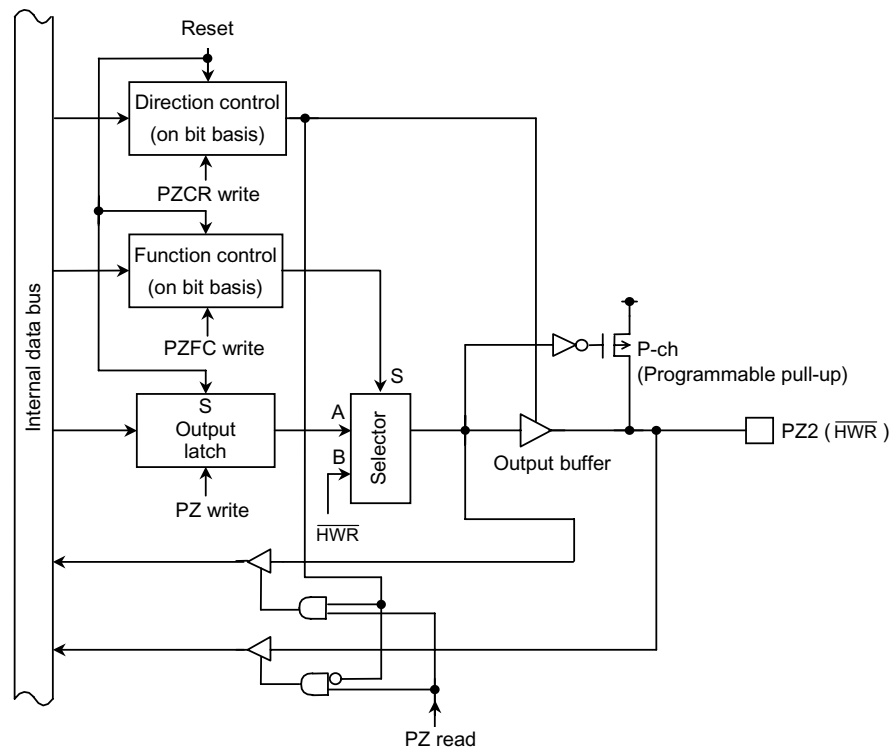 Reset
Direction control
(on bit basis)
PZCR write
Function control
(on bit basis)
PZFC write
Internal data bus
S
Output
latch
PZ write
A
B
S
Selector
HWR
P-ch
(Programmable pull-up)
Output buffer
PZ2 (HWR)
PZ read